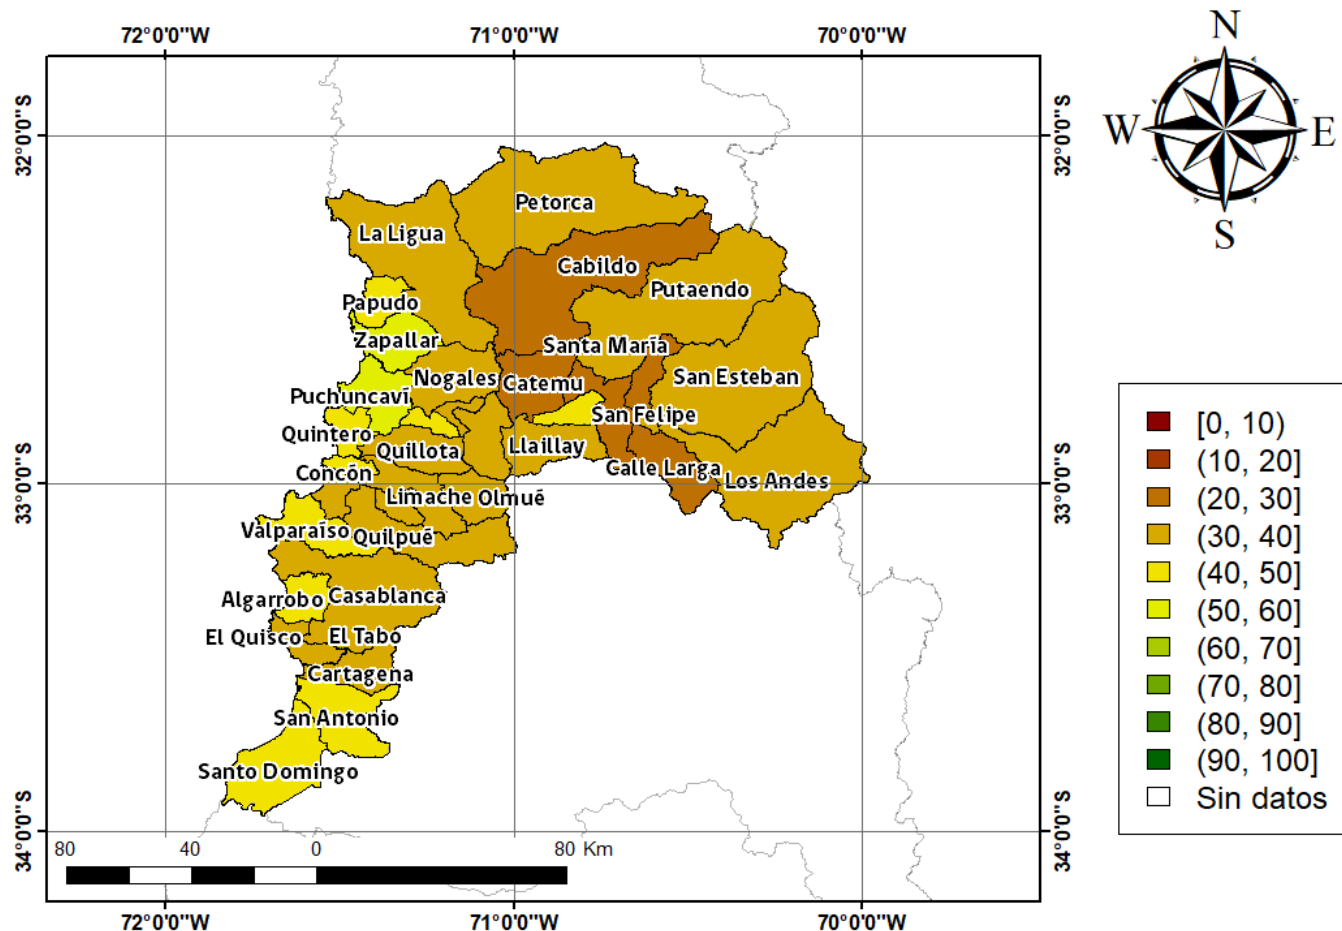 72°0'0"W 71°0'0"W 70°0'0"W
N
W E
S
32°0'0"S 32°0'0"S
Petorca
La Ligua
Cabildo
Putaendo
Papudo
Zapallar
Santa María
Nogales
Catemu
San Esteban
Puchuncaví
San Felipe
Quintero
Quillota
Llaillay
Concón
Calle Larga
Los Andes
33°0'0"S 33°0'0"S
Limache
Olmué
Valparaíso
Quilpué
Algarrobo
Casablanca
El Quisco
El Tabo
Cartagena
San Antonio
Santo Domingo
34°0'0"S 34°0'0"S
80 40 0 80 Km
72°0'0"W 71°0'0"W 70°0'0"W
[0, 10)
(10, 20]
(20, 30]
(30, 40]
(40, 50]
(50, 60]
(60, 70]
(70, 80]
(80, 90]
(90, 100]
Sin datos